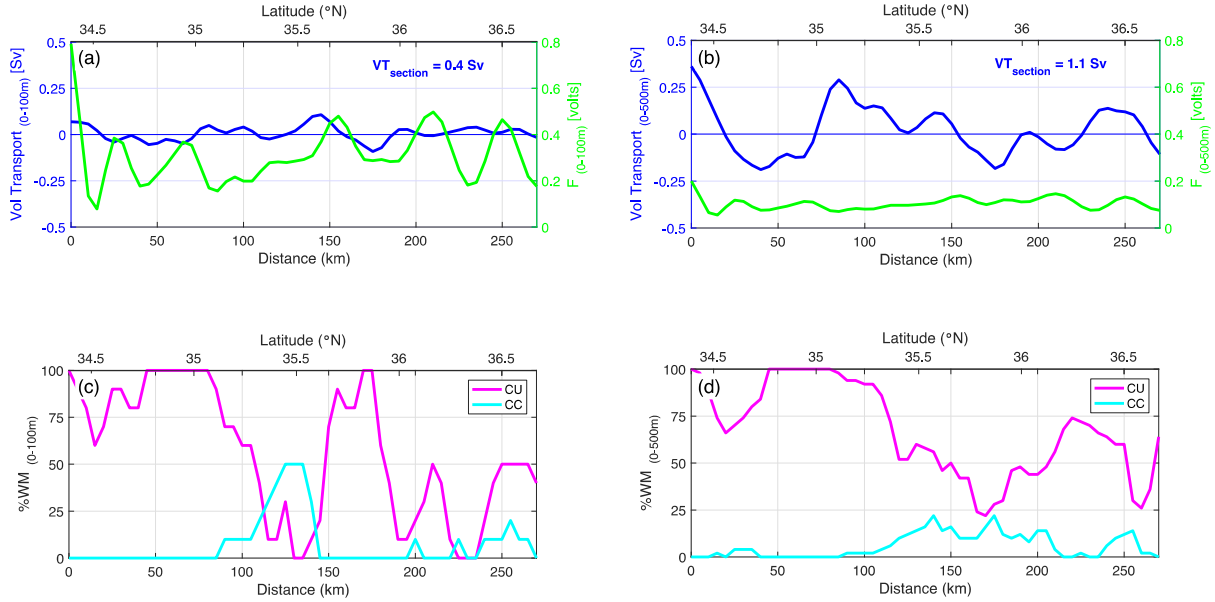 Latitude (°N)
34.5 35 35.5 36 36.5
(a)
VT_section = 0.4 Sv
Vol Transport (0-100m) [Sv]
0.5
0.25
0
-0.25
-0.5
F (0-100m) [volts]
0.8
0.6
0.4
0.2
0
0 50 100 150 200 250
Distance (km)
Latitude (°N)
34.5 35 35.5 36 36.5
(b)
VT_section = 1.1 Sv
Vol Transport (0-500m) [Sv]
0.5
0.25
0
-0.25
-0.5
F (0-500m) [volts]
0.8
0.6
0.4
0.2
0
0 50 100 150 200 250
Distance (km)
Latitude (°N)
34.5 35 35.5 36 36.5
(c)
CU
CC
%WM (0-100m)
100
75
50
25
0
0 50 100 150 200 250
Distance (km)
Latitude (°N)
34.5 35 35.5 36 36.5
(d)
CU
CC
%WM (0-500m)
100
75
50
25
0
0 50 100 150 200 250
Distance (km)